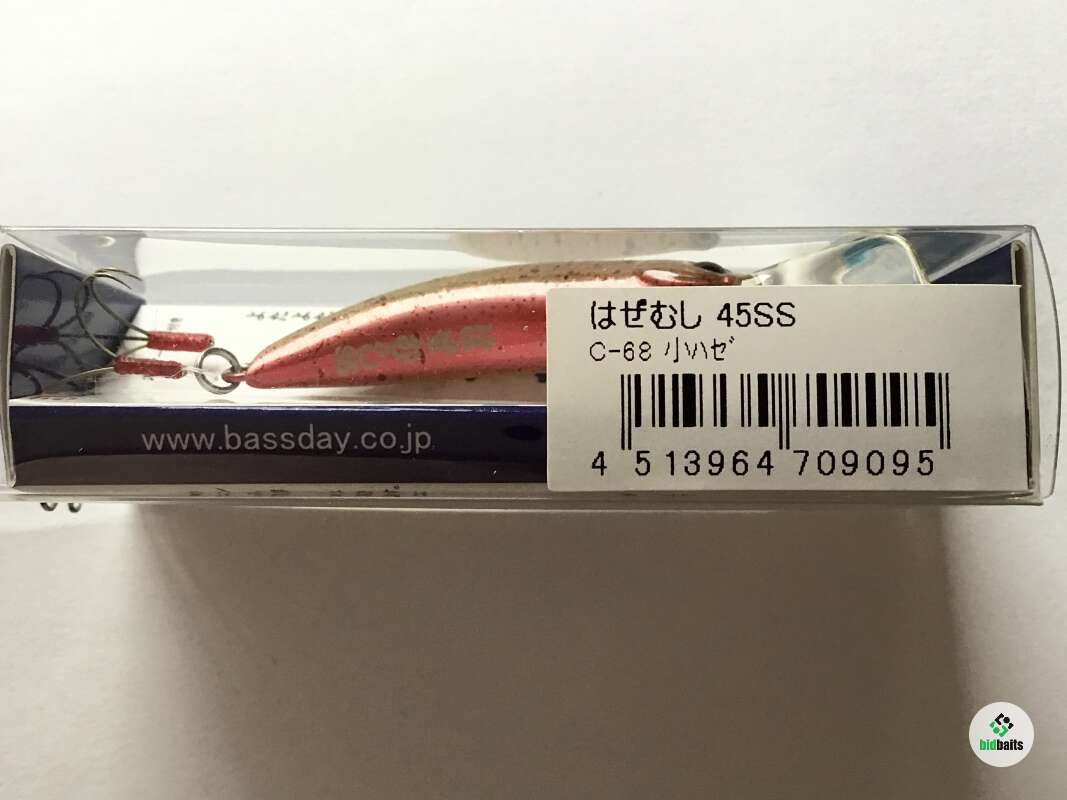 はぜむし 45SS
C-68 小ﾊｾﾞ
4 513964 709095
www.bassday.co.jp
bidbaits